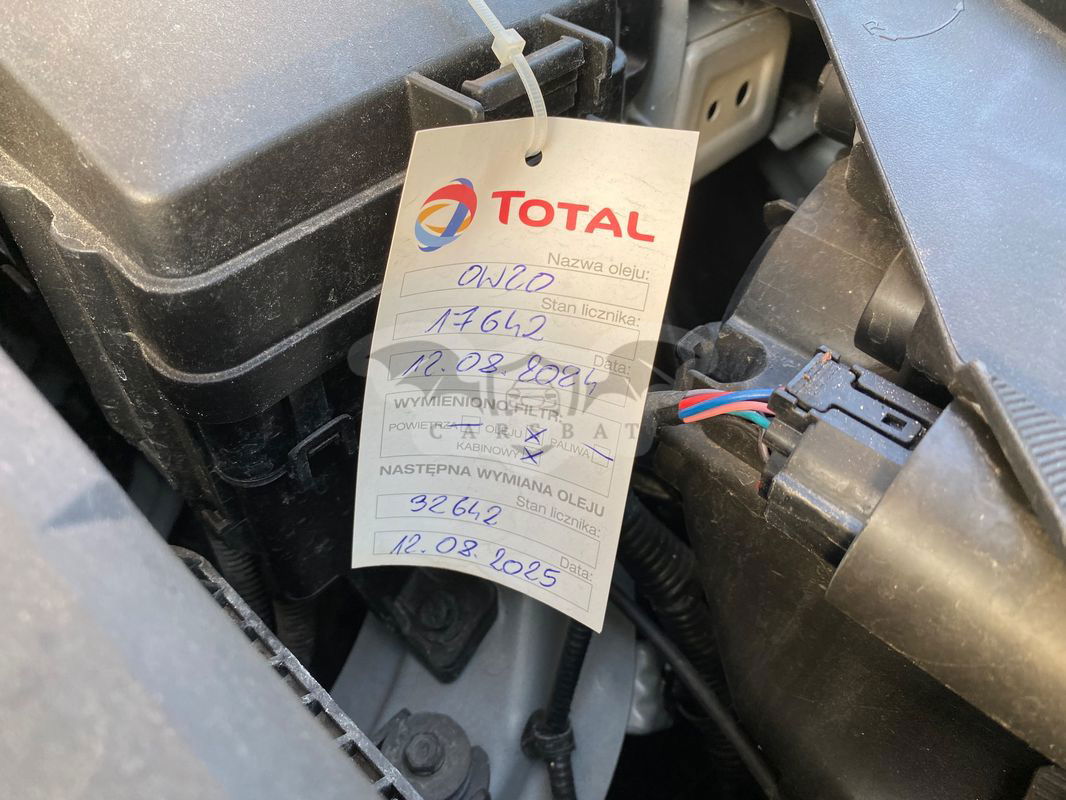 TOTAL
Nazwa oleju:
0W20
Stan licznika:
17642
Data:
12.08.2024
WYMIENIONO FILTR:
POWIETRZA OLEJU X PALIWA
KABINOWY X
CARSBAT
NASTĘPNA WYMIANA OLEJU
Stan licznika:
32642
Data:
12.08.2025